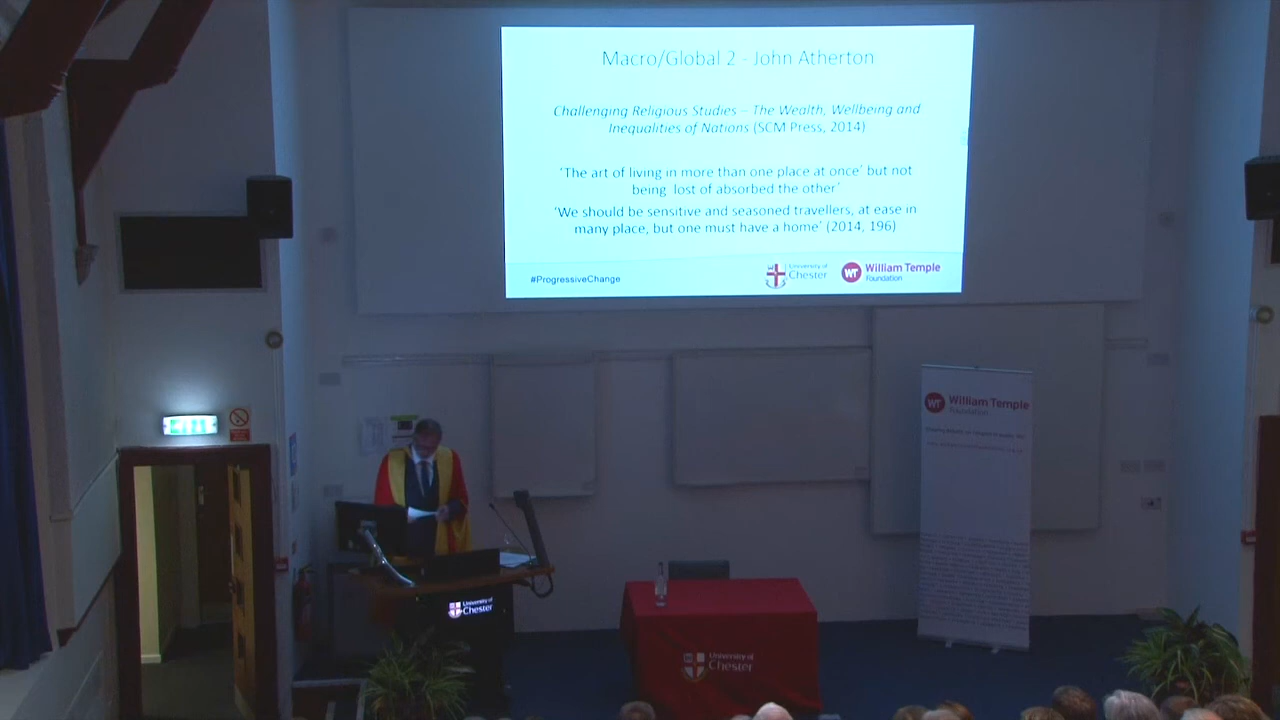 Macro/Global 2 - John Atherton
Challenging Religious Studies – The Wealth, Wellbeing and
Inequalities of Nations (SCM Press, 2014)
‘The art of living in more than one place at once’ but not
being lost of absorbed the other’
‘We should be sensitive and seasoned travellers, at ease in
many place, but one must have a home’ (2014, 196)
#ProgressiveChange
University of
Chester
WT William Temple
Foundation
WT William Temple
Foundation
University of
Chester
University of
Chester